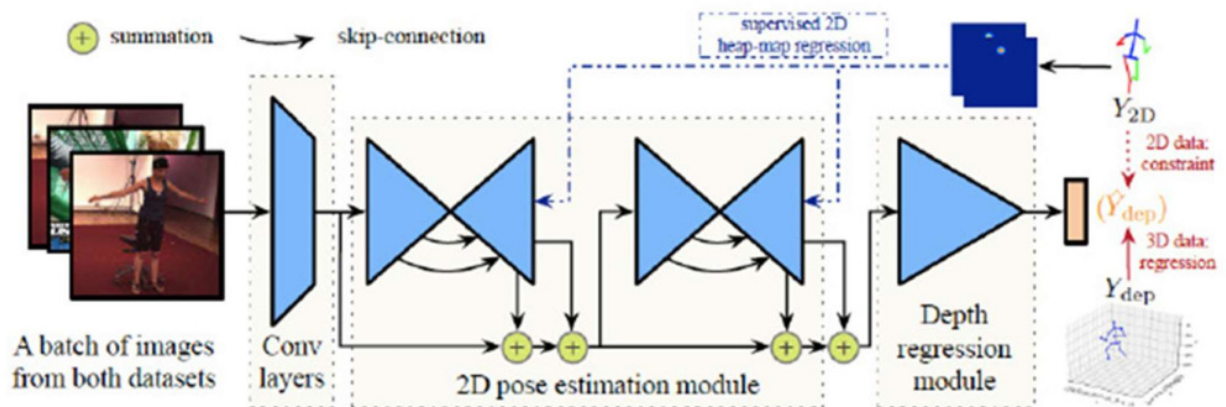 summation
skip-connection
supervised 2D
heap-map regression
Y2D
2D data:
constraint
(Ŷdep)
3D data:
regression
Ydep
A batch of images
from both datasets
Conv
layers
2D pose estimation module
Depth
regression
module
+
+
+
+
+